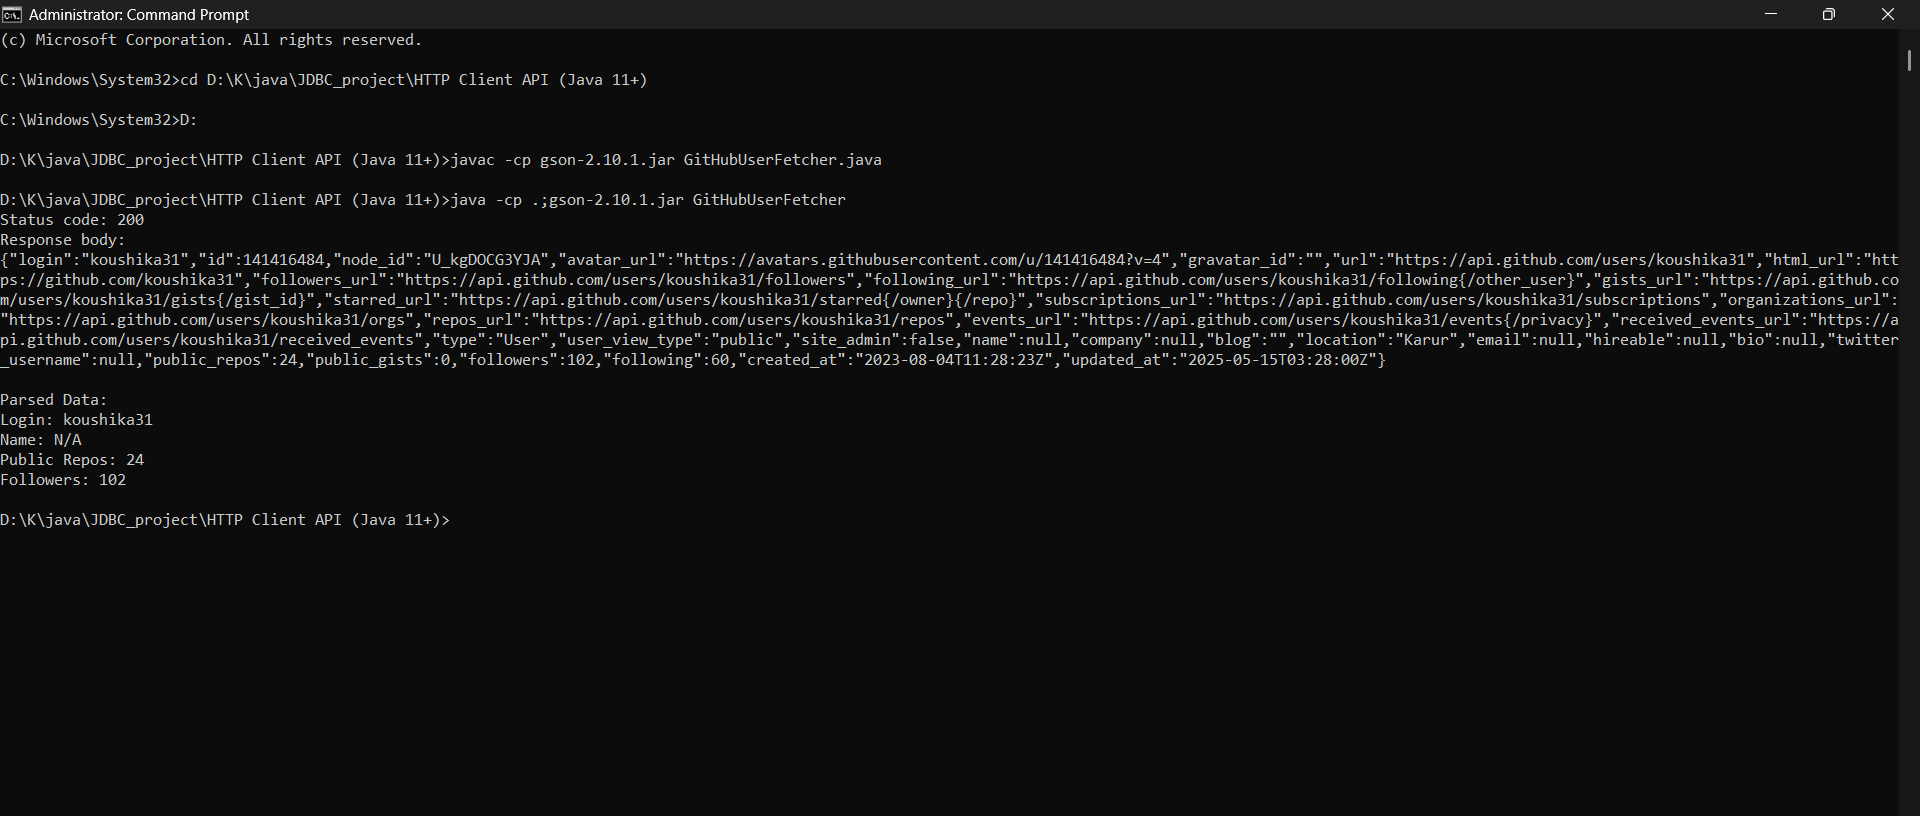 Administrator: Command Prompt
(c) Microsoft Corporation. All rights reserved.
C:\Windows\System32>cd D:\K\java\JDBC_project\HTTP Client API (Java 11+)
C:\Windows\System32>D:
D:\K\java\JDBC_project\HTTP Client API (Java 11+)>javac -cp gson-2.10.1.jar GitHubUserFetcher.java
D:\K\java\JDBC_project\HTTP Client API (Java 11+)>java -cp .;gson-2.10.1.jar GitHubUserFetcher
Status code: 200
Response body:
{"login":"koushika31","id":141416484,"node_id":"U_kgDOCG3YJA","avatar_url":"https://avatars.githubusercontent.com/u/141416484?v=4","gravatar_id":"","url":"https://api.github.com/users/koushika31","html_url":"htt
ps://github.com/koushika31","followers_url":"https://api.github.com/users/koushika31/followers","following_url":"https://api.github.com/users/koushika31/following{/other_user}","gists_url":"https://api.github.co
m/users/koushika31/gists{/gist_id}","starred_url":"https://api.github.com/users/koushika31/starred{/owner}{/repo}","subscriptions_url":"https://api.github.com/users/koushika31/subscriptions","organizations_url":
"https://api.github.com/users/koushika31/orgs","repos_url":"https://api.github.com/users/koushika31/repos","events_url":"https://api.github.com/users/koushika31/events{/privacy}","received_events_url":"https://a
pi.github.com/users/koushika31/received_events","type":"User","user_view_type":"public","site_admin":false,"name":null,"company":null,"blog":"","location":"Karur","email":null,"hireable":null,"bio":null,"twitter
_username":null,"public_repos":24,"public_gists":0,"followers":102,"following":60,"created_at":"2023-08-04T11:28:23Z","updated_at":"2025-05-15T03:28:00Z"}
Parsed Data:
Login: koushika31
Name: N/A
Public Repos: 24
Followers: 102
D:\K\java\JDBC_project\HTTP Client API (Java 11+)>